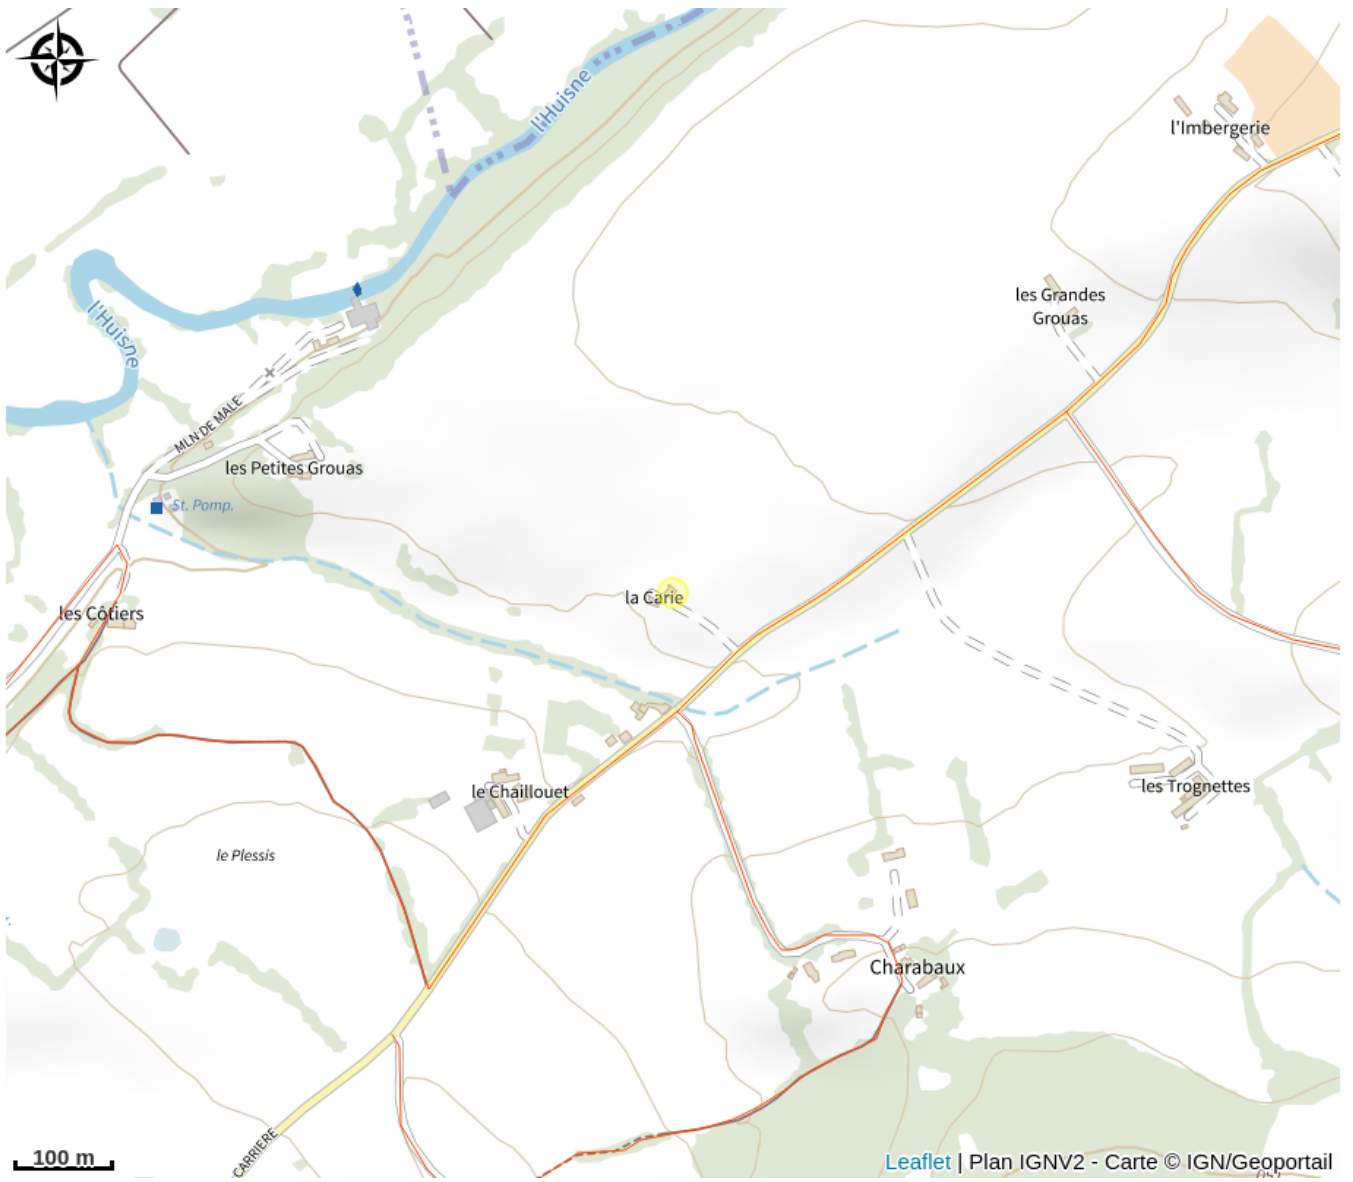 l'Huisne
l'Imbergerie
les Grandes
Grouas
l'Huisne
MLN DE MALE
les Petites Grouas
St. Pomp.
la Carie
les Côtiers
le Chaillouet
les Trognettes
le Plessis
Charabaux
CARRIERE
100 m
Leaflet | Plan IGNV2 - Carte © IGN/Geoportail